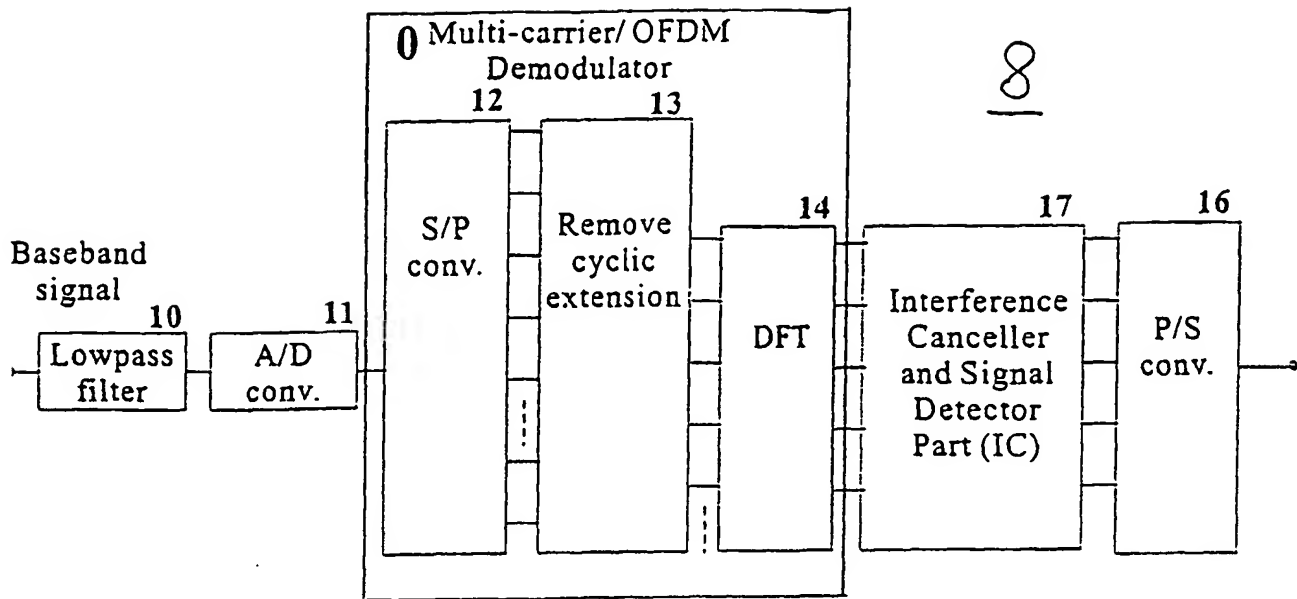 0 Multi-carrier/ OFDM
Demodulator
8
12
13
S/P
conv.
Remove
cyclic
extension
14
DFT
17
Interference
Canceller
and Signal
Detector
Part (IC)
16
P/S
conv.
Baseband
signal
10
Lowpass
filter
11
A/D
conv.